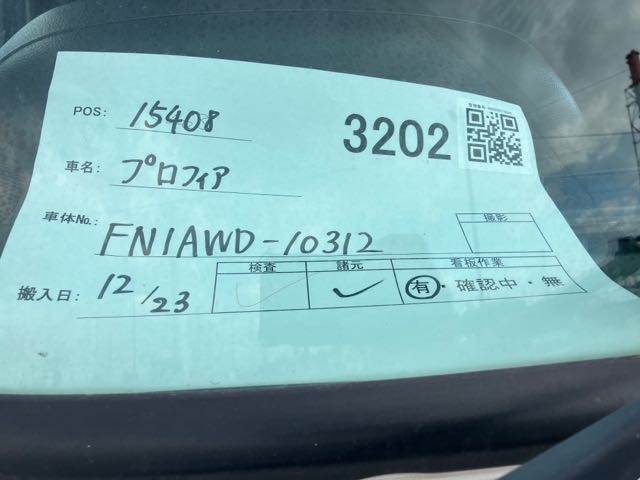 POS: 15408
3202
車名: プロフィア
車体No.: FN1AWD-10312
撮影
搬入日: 12/23
検査 諸元 看板作業
有・確認中・無